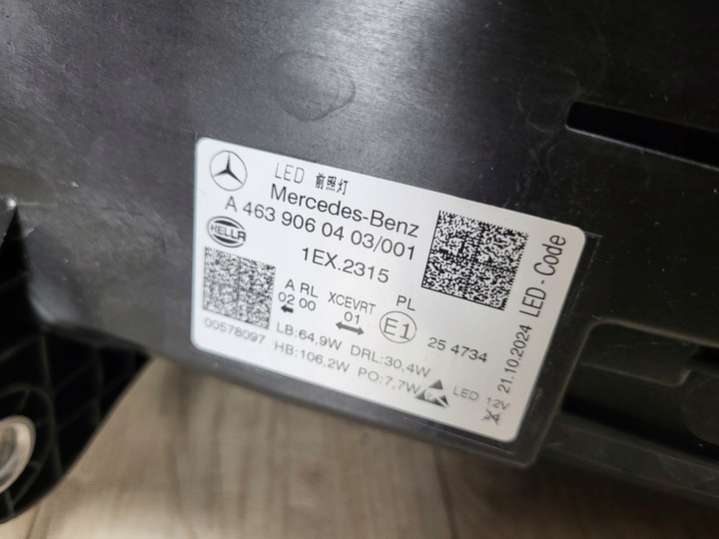 LED 前照灯
Mercedes-Benz
A 463 906 04 03/001
HELLA
1EX.2315
A RL XCEVRT PL
02 00 01 E1 25 4734
00578097
LB:64,9W DRL:30,4W
HB:106,2W PO:7,7W LED 12V
21.10.2024 LED-Code